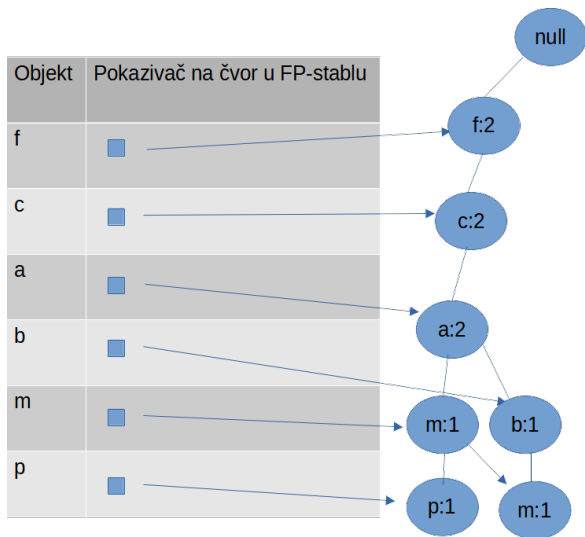 null
Objekt Pokazivač na čvor u FP-stablu
f
f:2
c
c:2
a
a:2
b
m
m:1 b:1
p
p:1 m:1